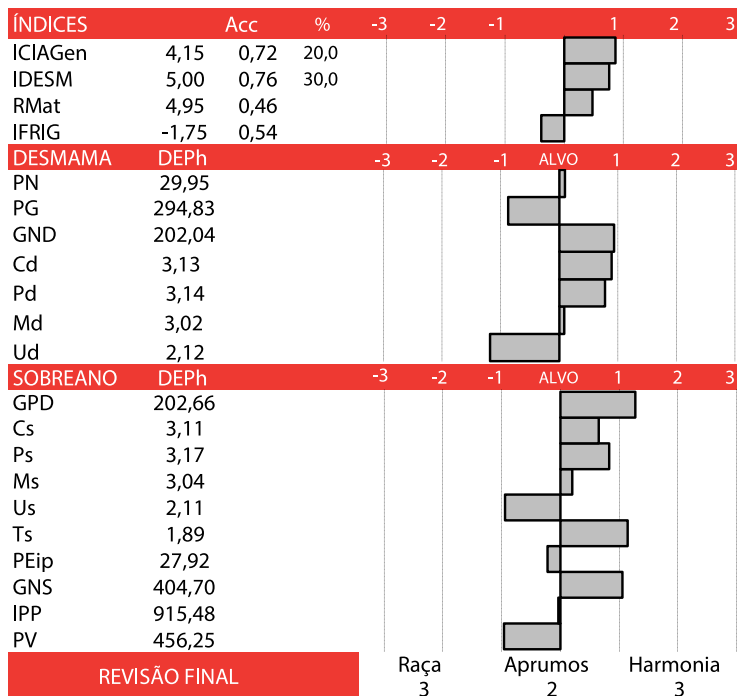 ÍNDICES Acc % -3 -2 -1 1 2 3
ICIAGen 4,15 0,72 20,0
IDESM 5,00 0,76 30,0
RMat 4,95 0,46
IFRIG -1,75 0,54
DESMAMA DEPh -3 -2 -1 ALVO 1 2 3
PN 29,95
PG 294,83
GND 202,04
Cd 3,13
Pd 3,14
Md 3,02
Ud 2,12
SOBREANO DEPh -3 -2 -1 ALVO 1 2 3
GPD 202,66
Cs 3,11
Ps 3,17
Ms 3,04
Us 2,11
Ts 1,89
PEip 27,92
GNS 404,70
IPP 915,48
PV 456,25
REVISÃO FINAL Raça Aprumos Harmonia
3 2 3